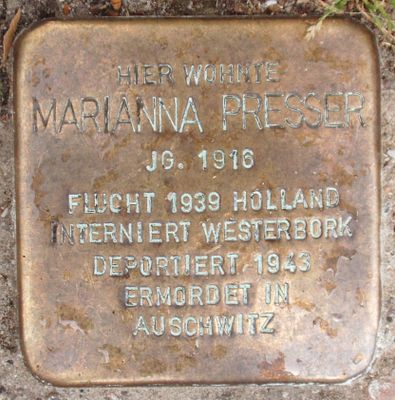 HIER WOHNTE
MARIANNA PRESSER
JG. 1916
FLUCHT 1939 HOLLAND
INTERNIERT WESTERBORK
DEPORTIERT 1943
ERMORDET IN
AUSCHWITZ